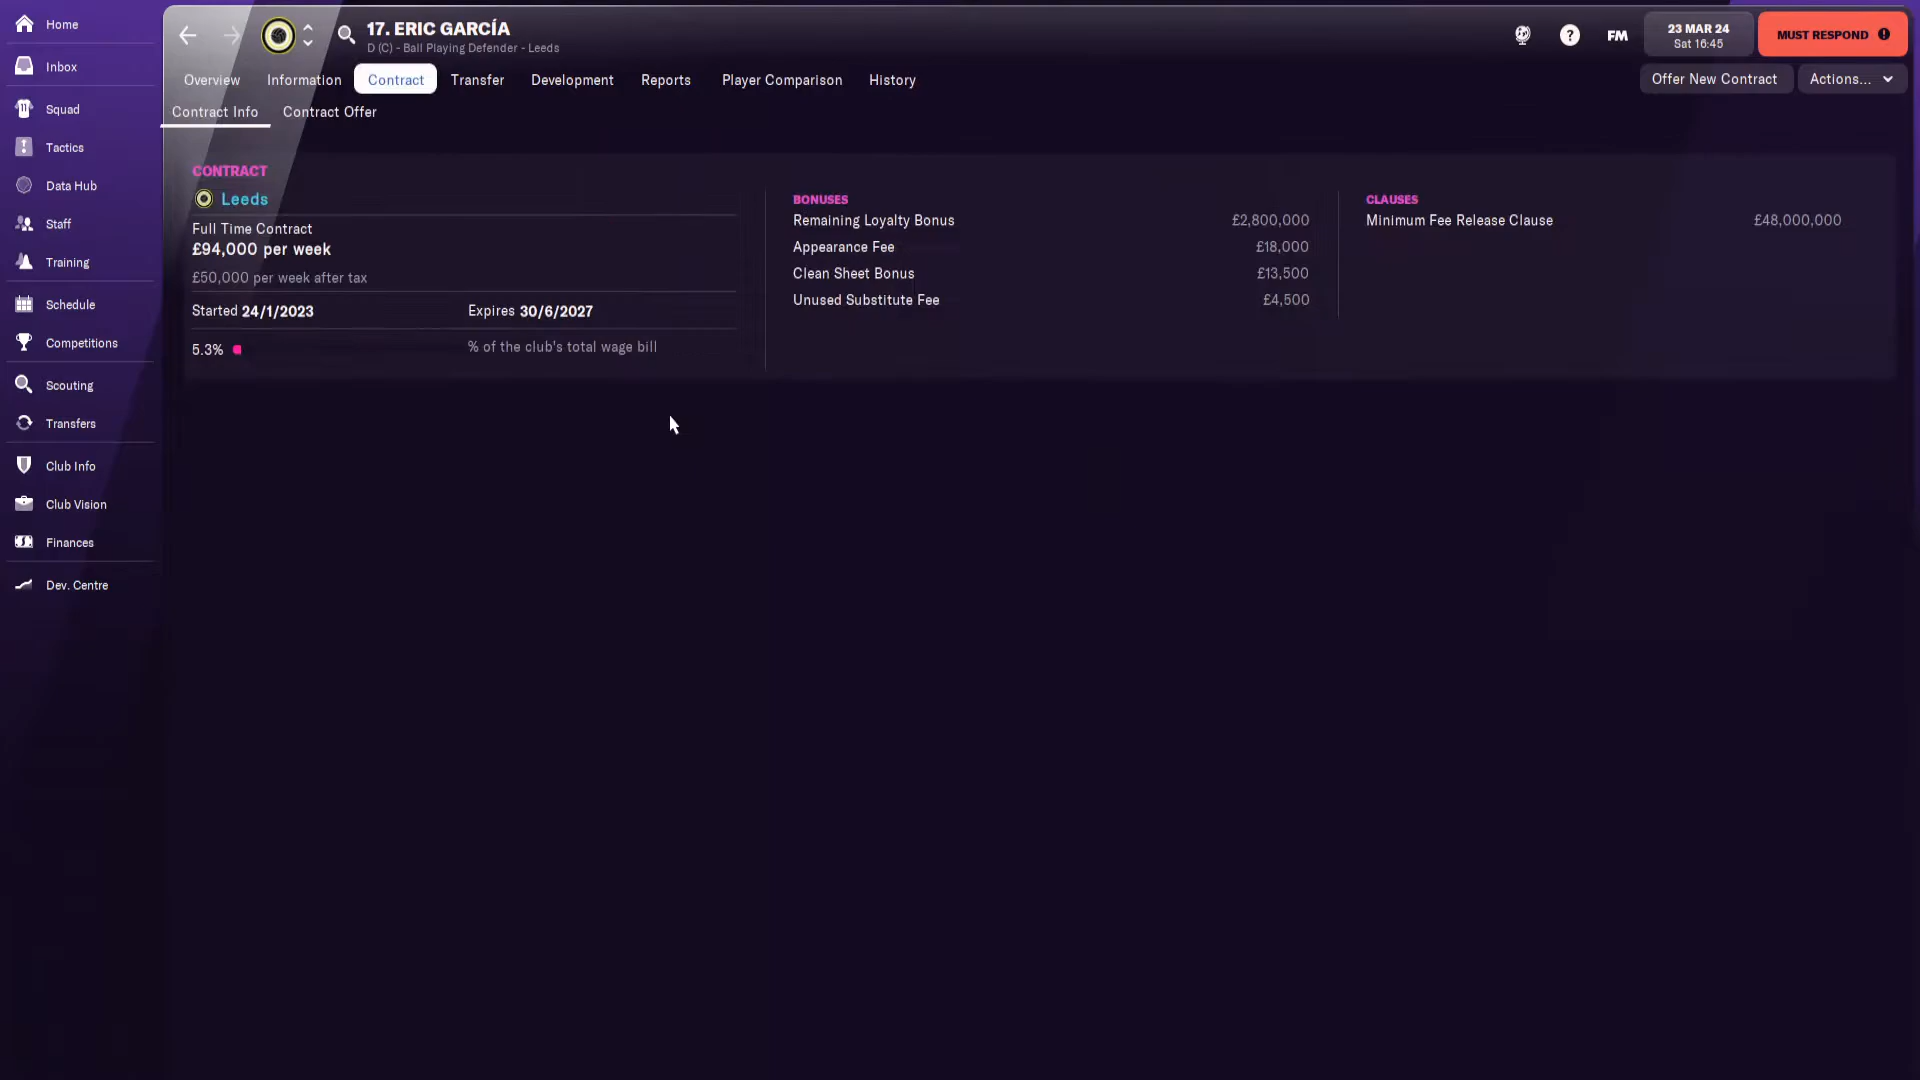 Home
Inbox
Squad
Tactics
Data Hub
Staff
Training
Schedule
Competitions
Scouting
Transfers
Club Info
Club Vision
Finances
Dev. Centre
17. ERIC GARCÍA
D (C) - Ball Playing Defender - Leeds
FM
23 MAR 24
Sat 16:45
MUST RESPOND
Overview Information Contract Transfer Development Reports Player Comparison History
Offer New Contract Actions...
Contract Info Contract Offer
CONTRACT
Leeds
Full Time Contract
£94,000 per week
£50,000 per week after tax
Started 24/1/2023 Expires 30/6/2027
5.3% % of the club's total wage bill
BONUSES
Remaining Loyalty Bonus £2,800,000
Appearance Fee £18,000
Clean Sheet Bonus £13,500
Unused Substitute Fee £4,500
CLAUSES
Minimum Fee Release Clause £48,000,000